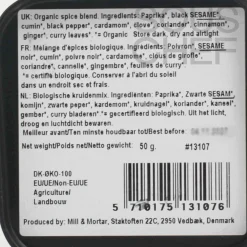 UK: Organic spice blend. Ingredients: Paprika*, black SESAME*,
cumin*, black pepper*, cardamom*, clove*, coriander*, cinnamon*,
ginger*, curry leaves* *= Organic Store dark, dry and airtight
FR: Mélange d'épices biologique. Ingredients: Poivron*, SESAME
noir*, cumin*, poivre noir*, cardamome*, clous de girofle*,
coriandre*, cannelle*, gingembre*, feuilles de curry*
*= certifié biologique. Conserver à l'abri du soleil
dans un endroit sec et frais
NL: Biologische kruidenmix. Ingrediënten: Paprika*, Zwarte SESAM*,
komijn*, zwarte peper*, kardemom*, kruidnagel*, koriander*, kaneel*,
gember*, curry bladeren* *=gecertificeerd biologisch. Uit het licht,
droog en luchtdicht bewaren
Meilleur avant/Ten minste houdbaar tot/Best before
Net weight/Poids net/Netto gewicht: 50 g. #13107
DK-ØKO-100
EU/UE/Non-EU/UE
Agriculture/
Landbouw
5 710175 131076
Produced by: Mill & Mortar, Staktoften 22C, 2950 Vedbæk, Denmark